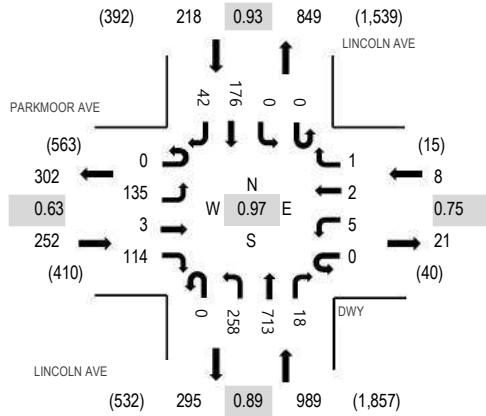 (392) 218 0.93 849 (1,539)
LINCOLN AVE
42 176 0 0
PARKMOOR AVE
(563)
302
0.63
252
(410)
0
135
3
114
N
W 0.97 E
S
1
2
5
0
(15)
8
0.75
21
(40)
0 258 713 18
DWY
LINCOLN AVE
(532) 295 0.89 989 (1,857)